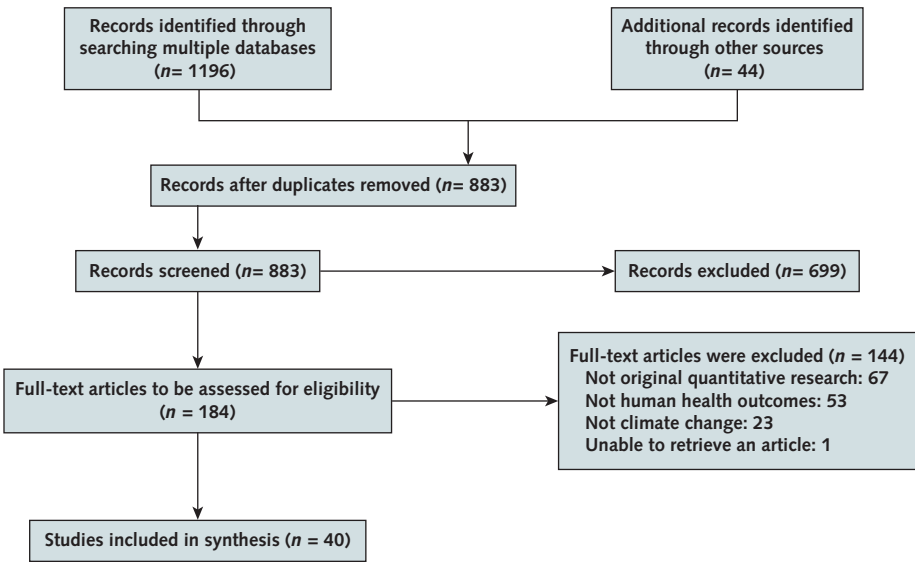 Records identified through
searching multiple databases
(n= 1196)
Additional records identified
through other sources
(n= 44)
Records after duplicates removed (n= 883)
Records screened (n= 883)
Records excluded (n= 699)
Full-text articles to be assessed for eligibility
(n = 184)
Full-text articles were excluded (n = 144)
Not original quantitative research: 67
Not human health outcomes: 53
Not climate change: 23
Unable to retrieve an article: 1
Studies included in synthesis (n = 40)